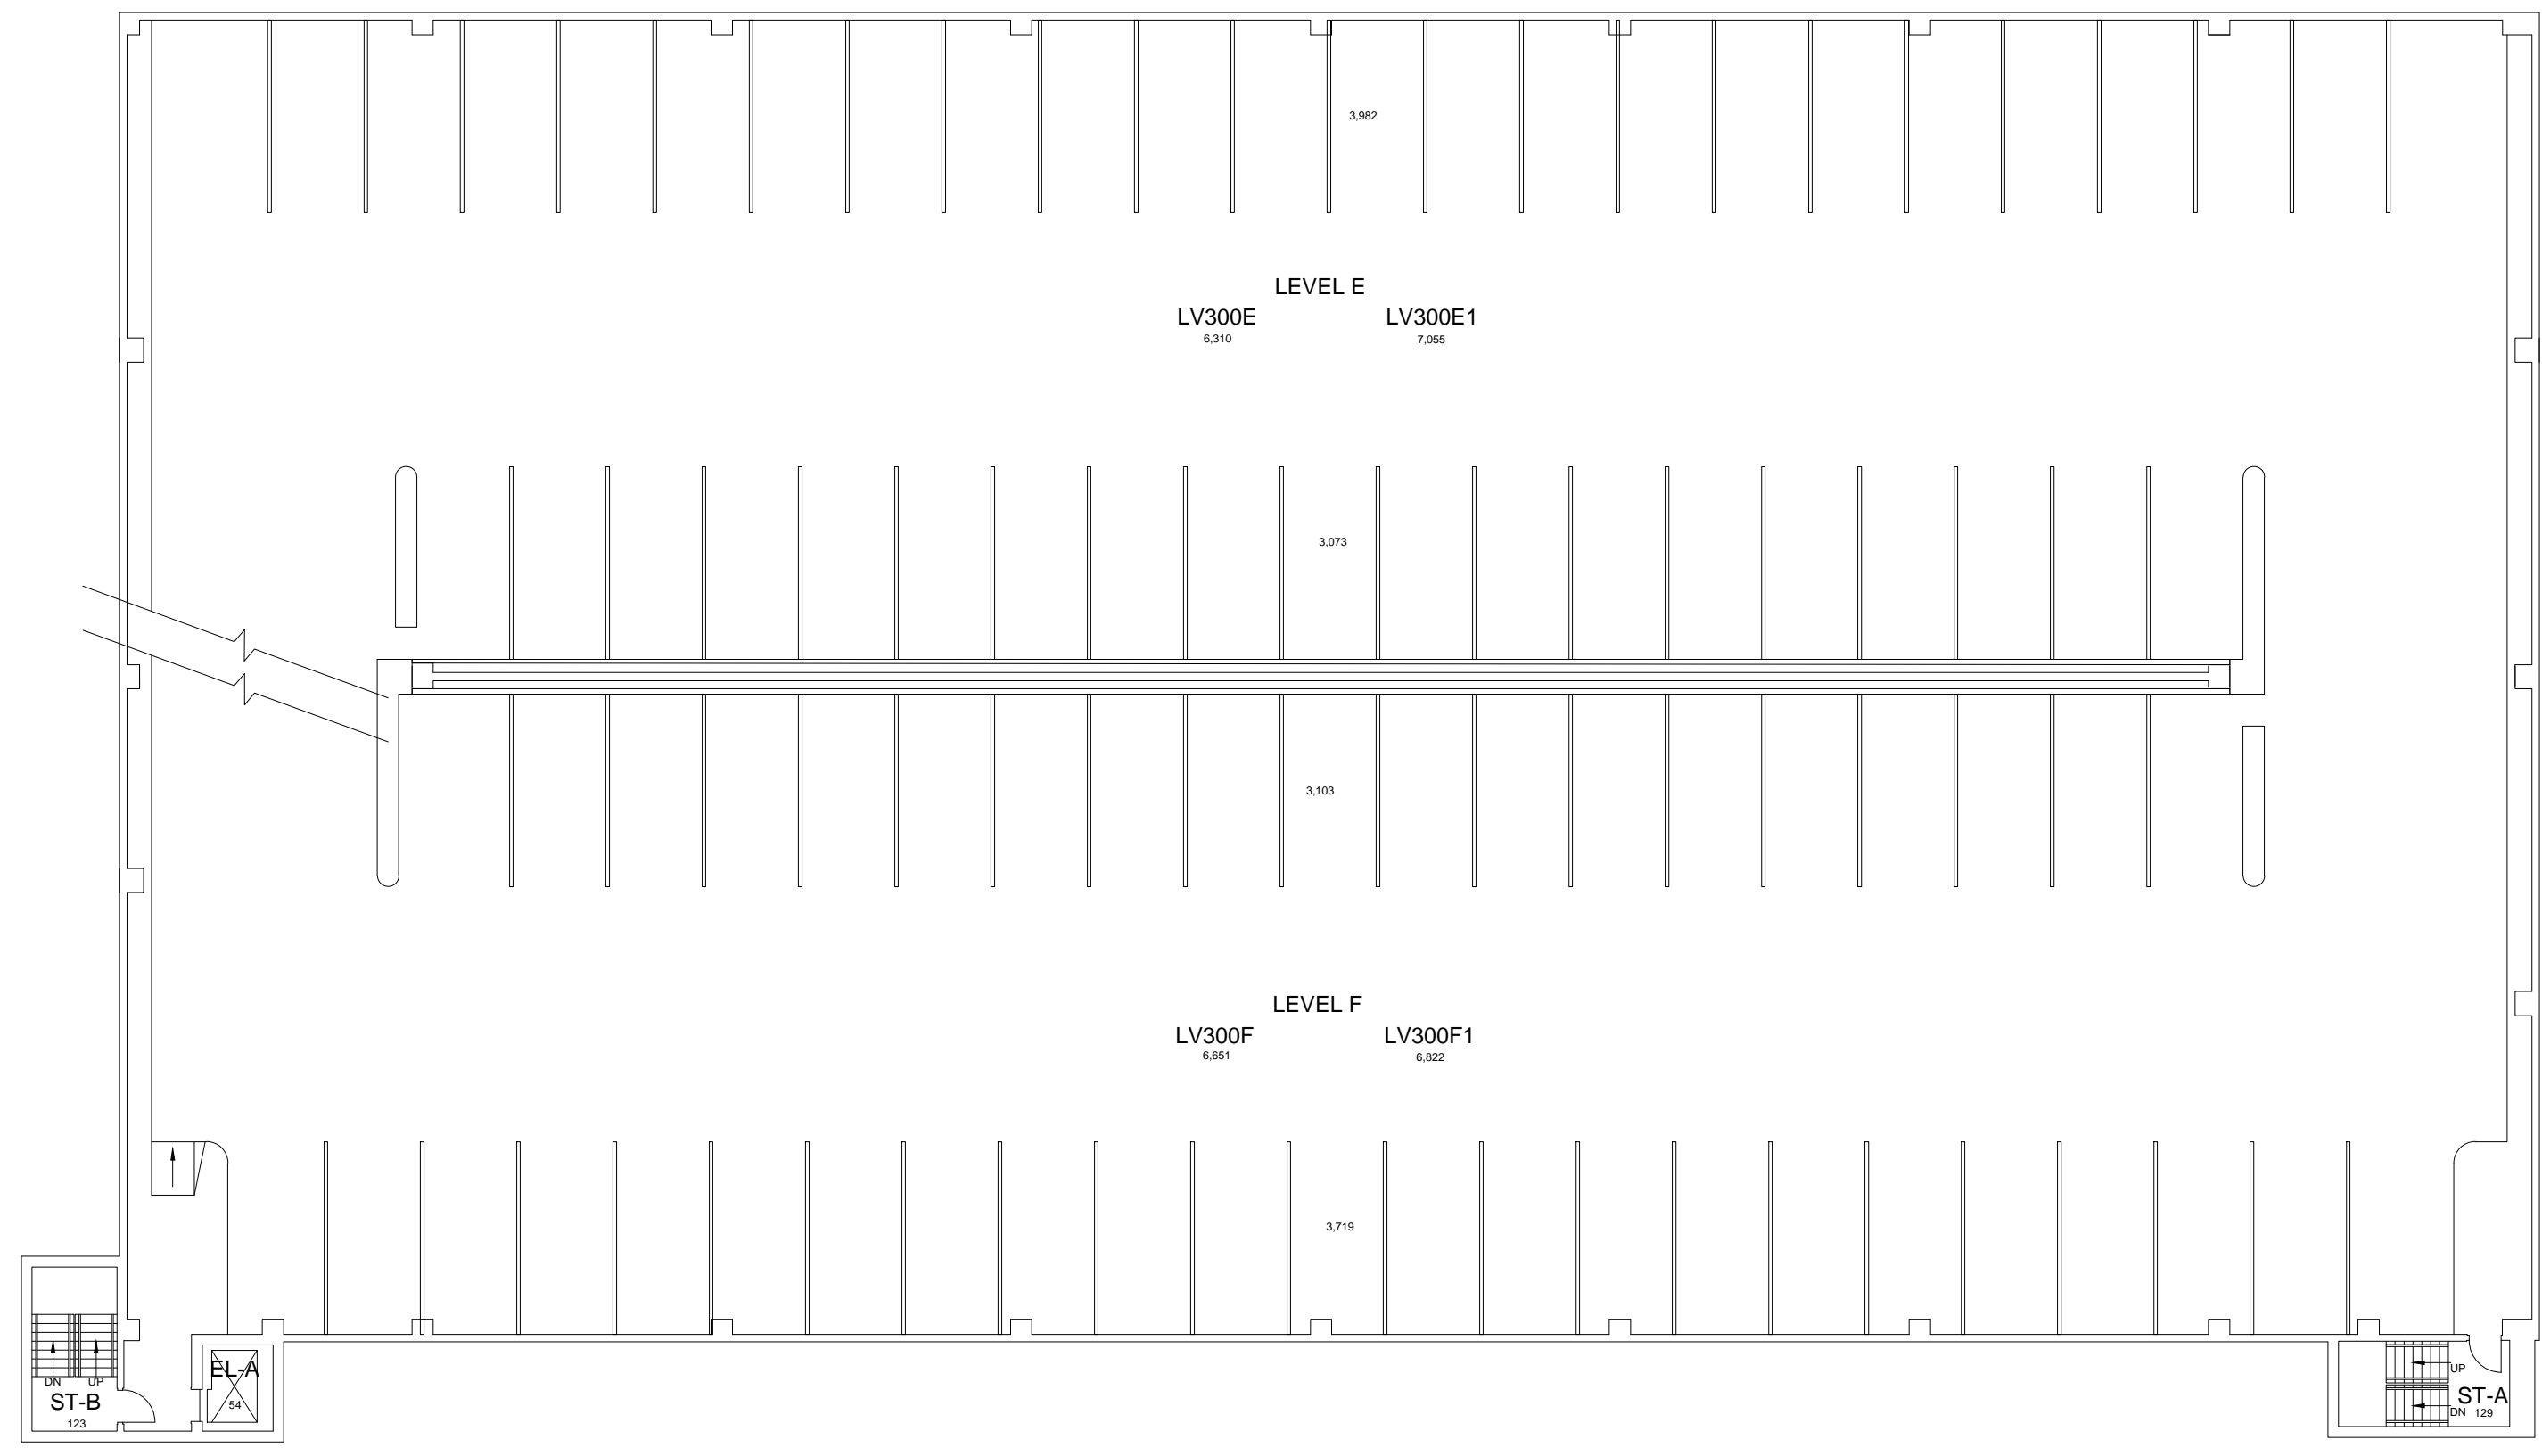 3,982
LEVEL E
LV300E LV300E1
6,310 7,055
3,073
3,103
LEVEL F
LV300F LV300F1
6,651 6,822
3,719
DN UP
ST-B
123
EL-A
54
UP
ST-A
DN 129